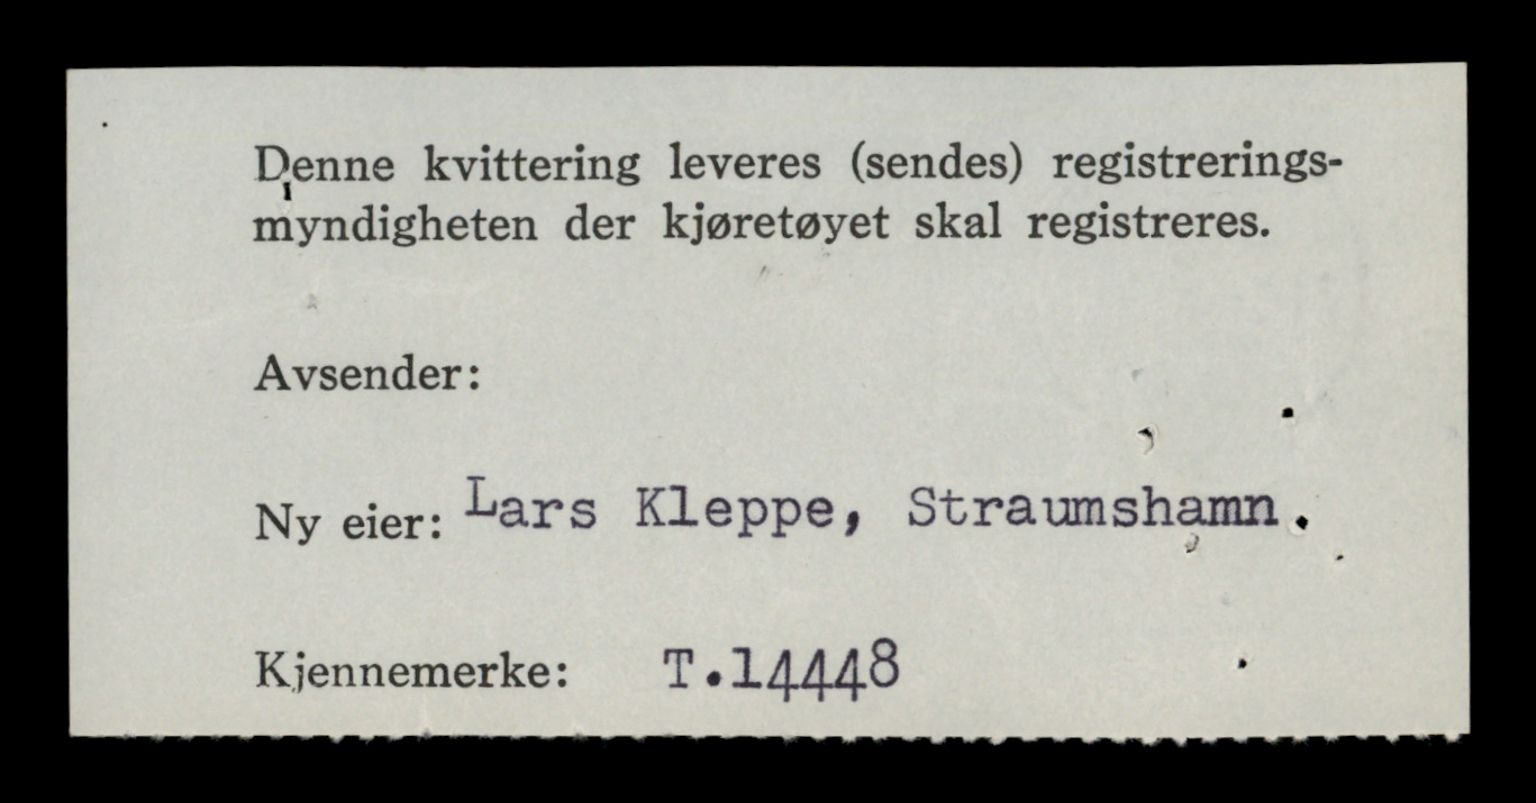 Denne kvittering leveres (sendes) registrerings-
myndigheten der kjøretøyet skal registreres.
Avsender:
Ny eier: Lars Kleppe, Straumshamn.
Kjennemerke: T.14448